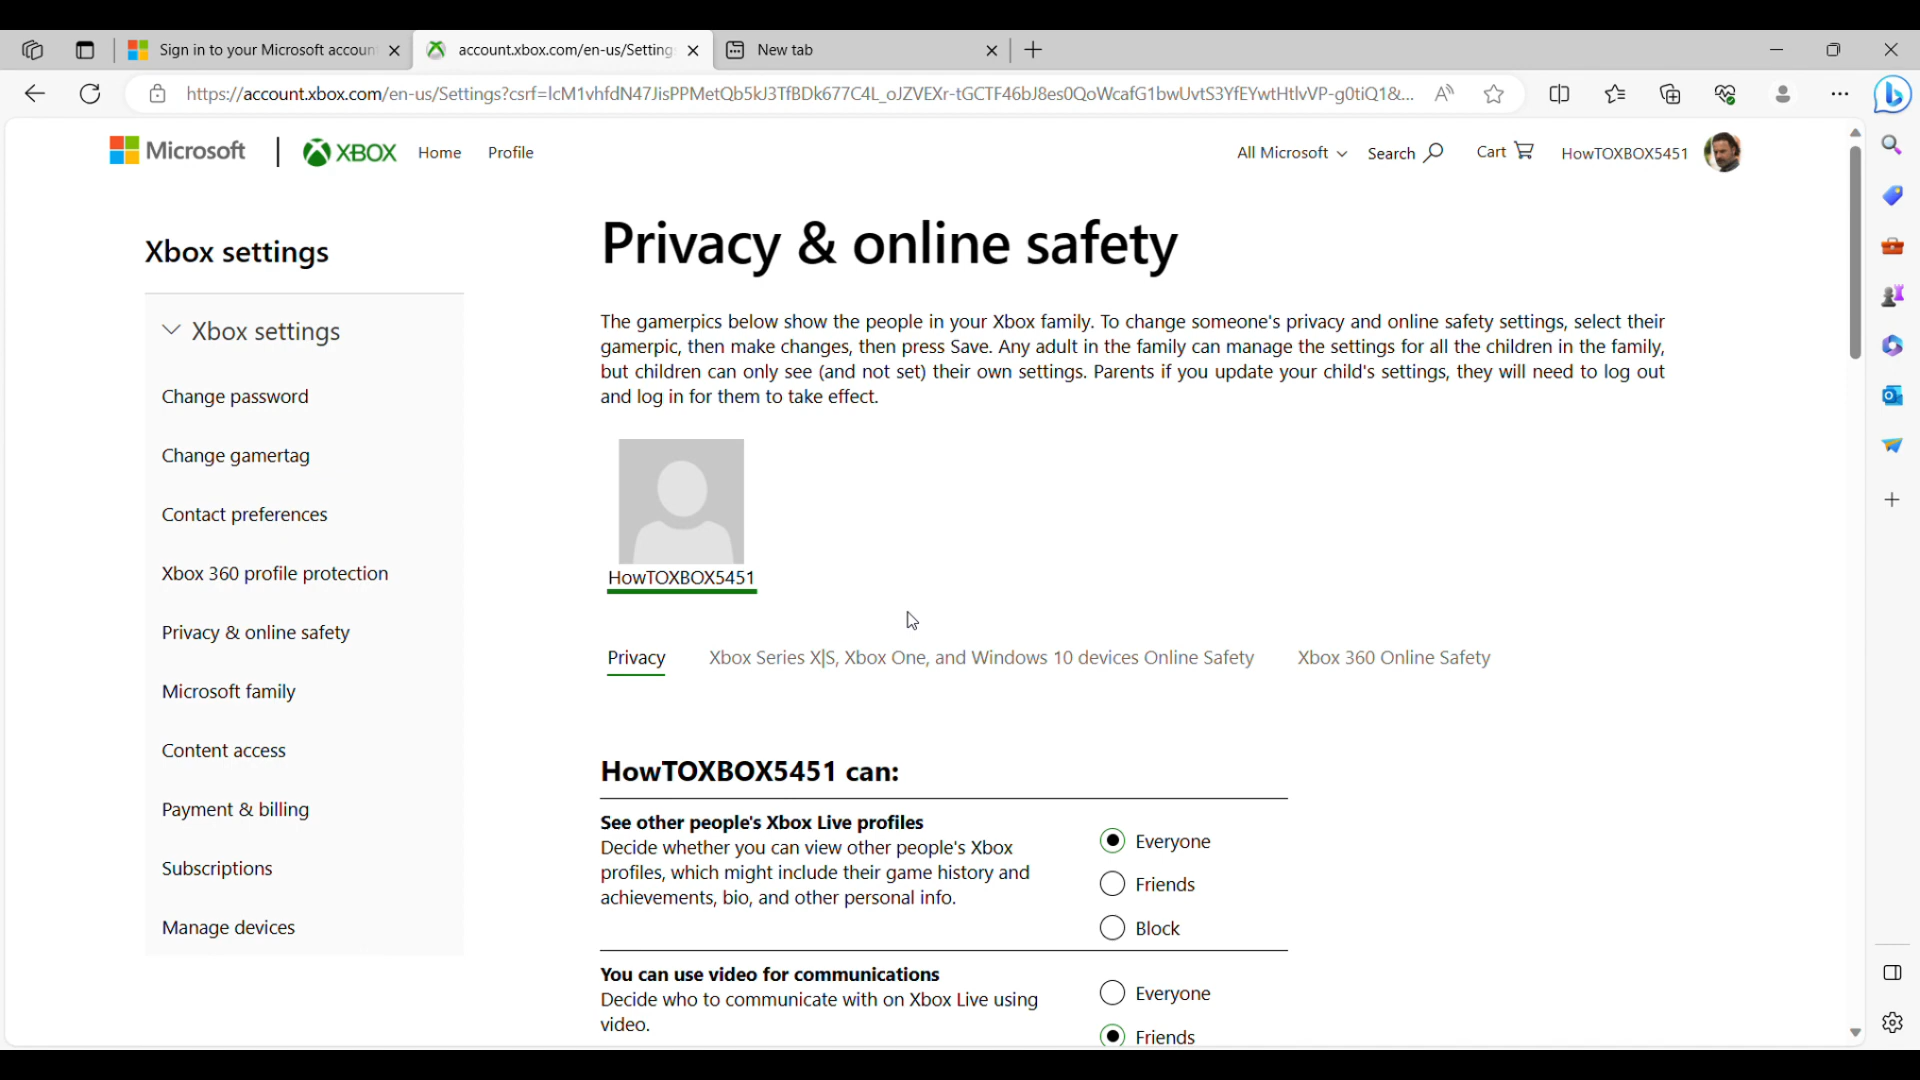 Sign in to your Microsoft accoun
account.xbox.com/en-us/Setting
New tab
https://account.xbox.com/en-us/Settings?csrf=lcM1vhfdN47JisPPMetQb5kJ3TfBDk677C4L_oJZVEXr-tGCTF46bJ8es0QoWcafG1bwUvtS3YfEYwtHtlvVP-g0tiQ1&...
Microsoft
XBOX
Home
Profile
All Microsoft
Search
Cart
HowTOXBOX5451
Xbox settings
Xbox settings
Change password
Change gamertag
Contact preferences
Xbox 360 profile protection
Privacy & online safety
Microsoft family
Content access
Payment & billing
Subscriptions
Manage devices
Privacy & online safety
The gamerpics below show the people in your Xbox family. To change someone's privacy and online safety settings, select their
gamerpic, then make changes, then press Save. Any adult in the family can manage the settings for all the children in the family,
but children can only see (and not set) their own settings. Parents if you update your child's settings, they will need to log out
and log in for them to take effect.
HowTOXBOX5451
Privacy
Xbox Series X|S, Xbox One, and Windows 10 devices Online Safety
Xbox 360 Online Safety
HowTOXBOX5451 can:
See other people's Xbox Live profiles
Decide whether you can view other people's Xbox
profiles, which might include their game history and
achievements, bio, and other personal info.
Everyone
Friends
Block
You can use video for communications
Decide who to communicate with on Xbox Live using
video.
Everyone
Friends